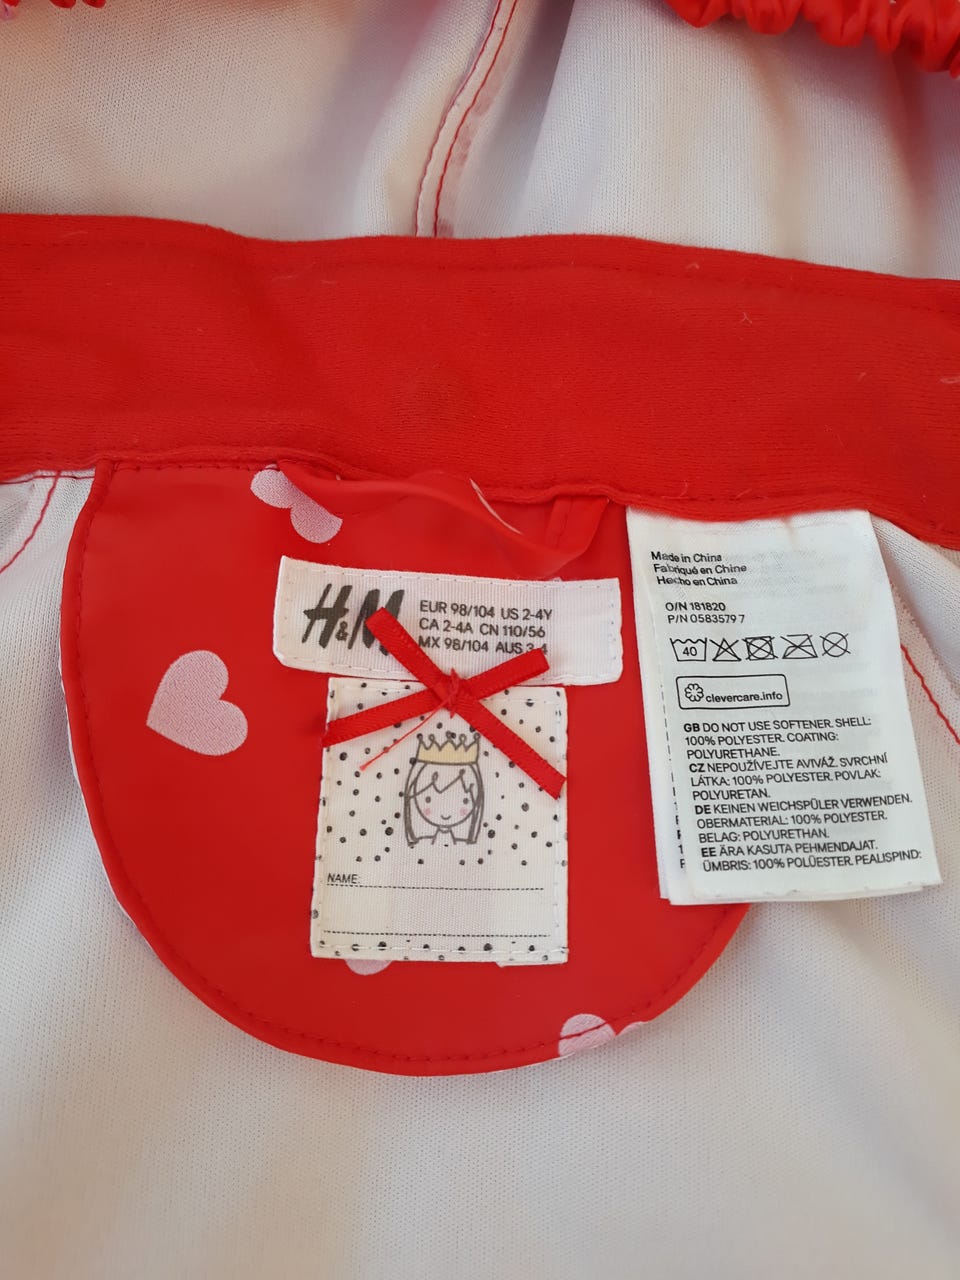 H&M
EUR 98/104 US 2-4Y
CA 2-4A CN 110/56
MX 98/104 AUS 3-4
NAME:
Made in China
Fabriqué en Chine
Hecho en China
O/N 181820
P/N 0583579 7
40
clevercare.info
GB DO NOT USE SOFTENER. SHELL:
100% POLYESTER. COATING:
POLYURETHANE.
CZ NEPOUŽÍVEJTE AVIVÁŽ. SVRCHNÍ
LÁTKA: 100% POLYESTER. POVLAK:
POLYURETAN.
DE KEINEN WEICHSPÜLER VERWENDEN.
OBERMATERIAL: 100% POLYESTER.
BELAG: POLYURETHAN.
EE ÄRA KASUTA PEHMENDAJAT.
ÜMBRIS: 100% POLÜESTER. PEALISPIND: